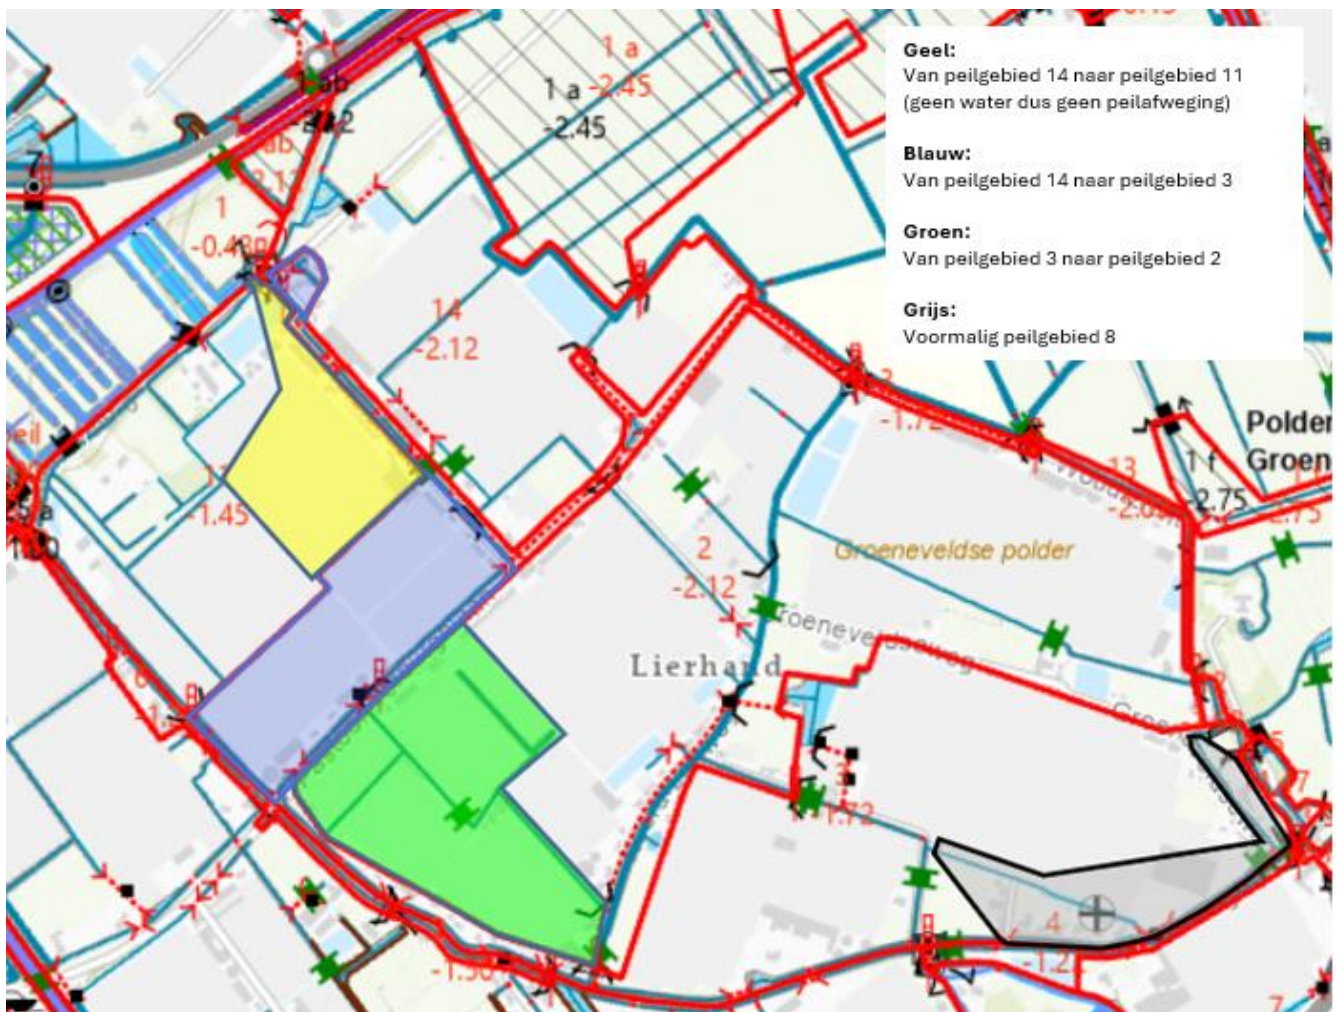 Geel:
Van peilgebied 14 naar peilgebied 11
(geen water dus geen peilafweging)
Blauw:
Van peilgebied 14 naar peilgebied 3
Groen:
Van peilgebied 3 naar peilgebied 2
Grijs:
Voormalig peilgebied 8
1 a
-2.45
1 a
-2.45
7
1
14
-2.12
-1.45
2
-2.12
Groeneveldse polder
13
1 f
-2.75
Polder
Groen
Lierhand
-1.72
4
7